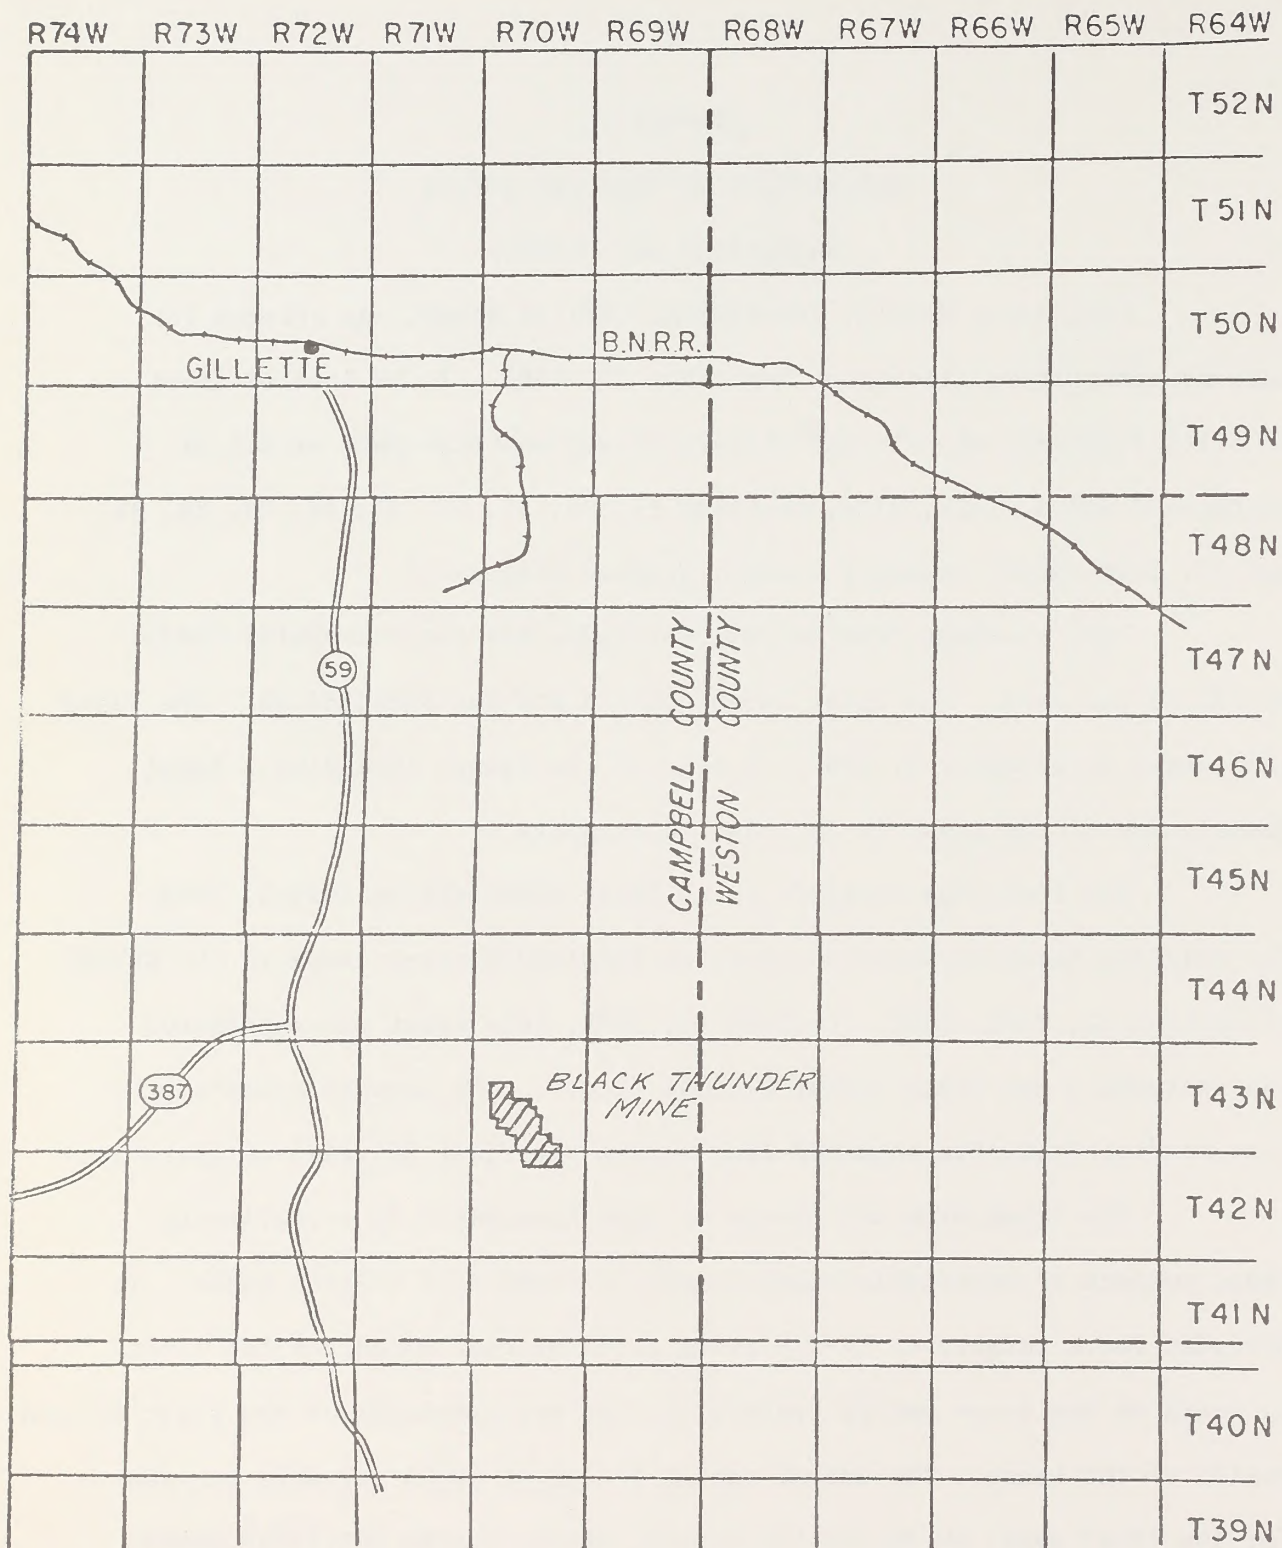 R74W R73W R72W R71W R70W R69W R68W R67W R66W R65W R64W
T52N
T51N
T50N
B.N.R.R.
GILLETTE
T49N
T48N
T47N
59
CAMPBELL COUNTY
WESTON COUNTY
T46N
T45N
T44N
387
BLACK THUNDER
MINE
T43N
T42N
T41N
T40N
T39N